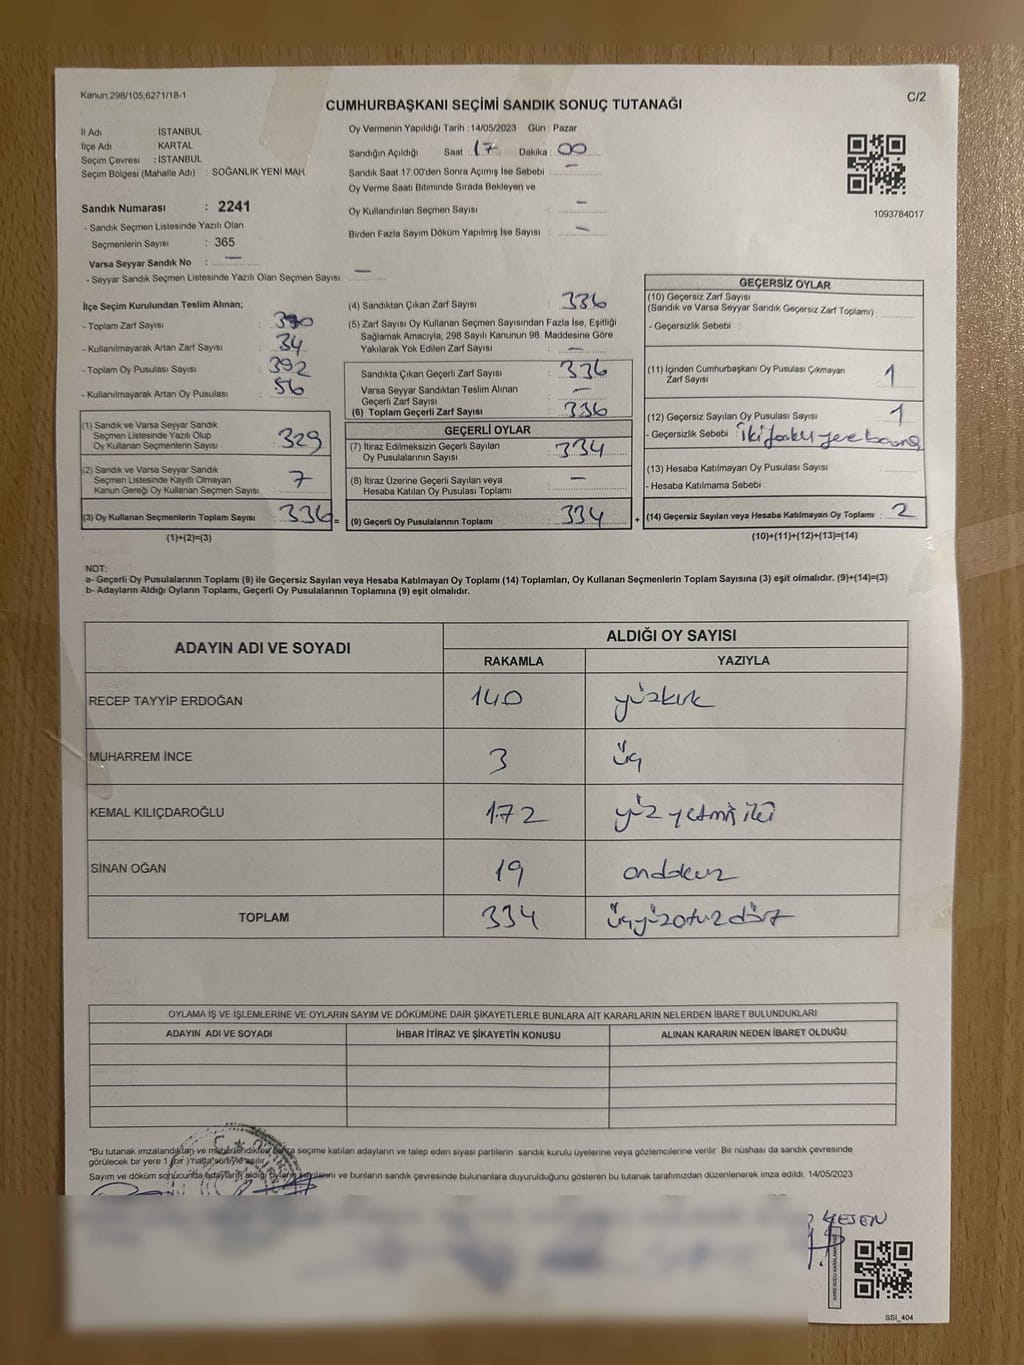 Kanun:298/105,6271/18-1
C/2
CUMHURBAŞKANI SEÇİMİ SANDIK SONUÇ TUTANAĞI
İl Adı : İSTANBUL
İlçe Adı : KARTAL
Seçim Çevresi : İSTANBUL
Seçim Bölgesi (Mahalle Adı) : SOĞANLIK YENİ MAH.
Sandık Numarası : 2241
- Sandık Seçmen Listesinde Yazılı Olan
Seçmenlerin Sayısı : 365
Varsa Seyyar Sandık No : —
- Seyyar Sandık Seçmen Listesinde Yazılı Olan Seçmen Sayısı: —
Oy Vermenin Yapıldığı Tarih : 14/05/2023 Gün : Pazar
Sandığın Açıldığı Saat : 17 Dakika : 00
Sandık Saat 17.00'den Sonra Açımış İse Sebebi : —
Oy Verme Saati Bitiminde Sırada Bekleyen ve
Oy Kullandırılan Seçmen Sayısı : —
Birden Fazla Sayım Döküm Yapılmış İse Sayısı : —
1093784017
İlçe Seçim Kurulundan Teslim Alınan;
- Toplam Zarf Sayısı :
- Kullanılmayarak Artan Zarf Sayısı : 34
- Toplam Oy Pusulası Sayısı : 392
- Kullanılmayarak Artan Oy Pusulası : 56
(1) Sandık ve Varsa Seyyar Sandık
Seçmen Listesinde Yazılı Olup
Oy Kullanan Seçmenlerin Sayısı : 329
(2) Sandık ve Varsa Seyyar Sandık
Seçmen Listesinde Kayıtlı Olmayan
Kanun Gereği Oy Kullanan Seçmen Sayısı : 7
(3) Oy Kullanan Seçmenlerin Toplam Sayısı : 336 =
(1)+(2)=(3)
(4) Sandıktan Çıkan Zarf Sayısı : 336
(5) Zarf Sayısı Oy Kullanan Seçmen Sayısından Fazla İse, Eşitliği
Sağlamak Amacıyla; 298 Sayılı Kanunun 98. Maddesine Göre
Yakılarak Yok Edilen Zarf Sayısı : —
Sandıkta Çıkan Geçerli Zarf Sayısı : 336
Varsa Seyyar Sandıktan Teslim Alınan
Geçerli Zarf Sayısı : —
(6) Toplam Geçerli Zarf Sayısı : 336
GEÇERLİ OYLAR
(7) İtiraz Edilmeksizin Geçerli Sayılan
Oy Pusulalarının Sayısı : 334
(8) İtiraz Üzerine Geçerli Sayılan veya
Hesaba Katılan Oy Pusulası Toplamı : —
(9) Geçerli Oy Pusulalarının Toplamı : 334 +
GEÇERSİZ OYLAR
(10) Geçersiz Zarf Sayısı
(Sandık ve Varsa Seyyar Sandık Geçersiz Zarf Toplamı) :
- Geçersizlik Sebebi :
(11) İçinden Cumhurbaşkanı Oy Pusulası Çıkmayan
Zarf Sayısı : 1
(12) Geçersiz Sayılan Oy Pusulası Sayısı : 1
- Geçersizlik Sebebi : İki farklı yere
(13) Hesaba Katılmayan Oy Pusulası Sayısı :
- Hesaba Katılmama Sebebi :
(14) Geçersiz Sayılan veya Hesaba Katılmayan Oy Toplamı : 2
(10)+(11)+(12)+(13)=(14)
NOT:
a- Geçerli Oy Pusulalarının Toplamı (9) ile Geçersiz Sayılan veya Hesaba Katılmayan Oy Toplamı (14) Toplamları, Oy Kullanan Seçmenlerin Toplam Sayısına (3) eşit olmalıdır. (9)+(14)=(3)
b- Adayların Aldığı Oyların Toplamı, Geçerli Oy Pusulalarının Toplamına (9) eşit olmalıdır.
ADAYIN ADI VE SOYADI
ALDIĞI OY SAYISI
RAKAMLA YAZIYLA
RECEP TAYYİP ERDOĞAN 140 yüzkırk
MUHARREM İNCE 3 üç
KEMAL KILIÇDAROĞLU 172 yüz yetmiş iki
SİNAN OĞAN 19 ondokuz
TOPLAM 334 üçyüzotuzdört
OYLAMA İŞ VE İŞLEMLERİNE VE OYLARIN SAYIM VE DÖKÜMÜNE DAİR ŞİKAYETLERLE BUNLARA AİT KARARLARIN NELERDEN İBARET BULUNDUKLARI
ADAYIN ADI VE SOYADI İHBAR İTİRAZ VE ŞİKAYETİN KONUSU ALINAN KARARIN NEDEN İBARET OLDUĞU
*Bu tutanak imzalandıktan ve mühürlendikten sonra seçime katılan adayların ve talep eden siyasi partilerin sandık kurulu üyelerine veya gözlemcilerine verilir. Bir nüshası da sandık çevresinde
görülecek bir yere 1 (bir) hafta süreyle asılır.
Sayım ve döküm sonucunda adayların aldığı oyların sayılarını ve bunların sandık çevresinde bulunanlara duyurulduğunu gösteren bu tutanak tarafımızdan düzenlenerek imza edildi. 14/05/2023
SSI_404